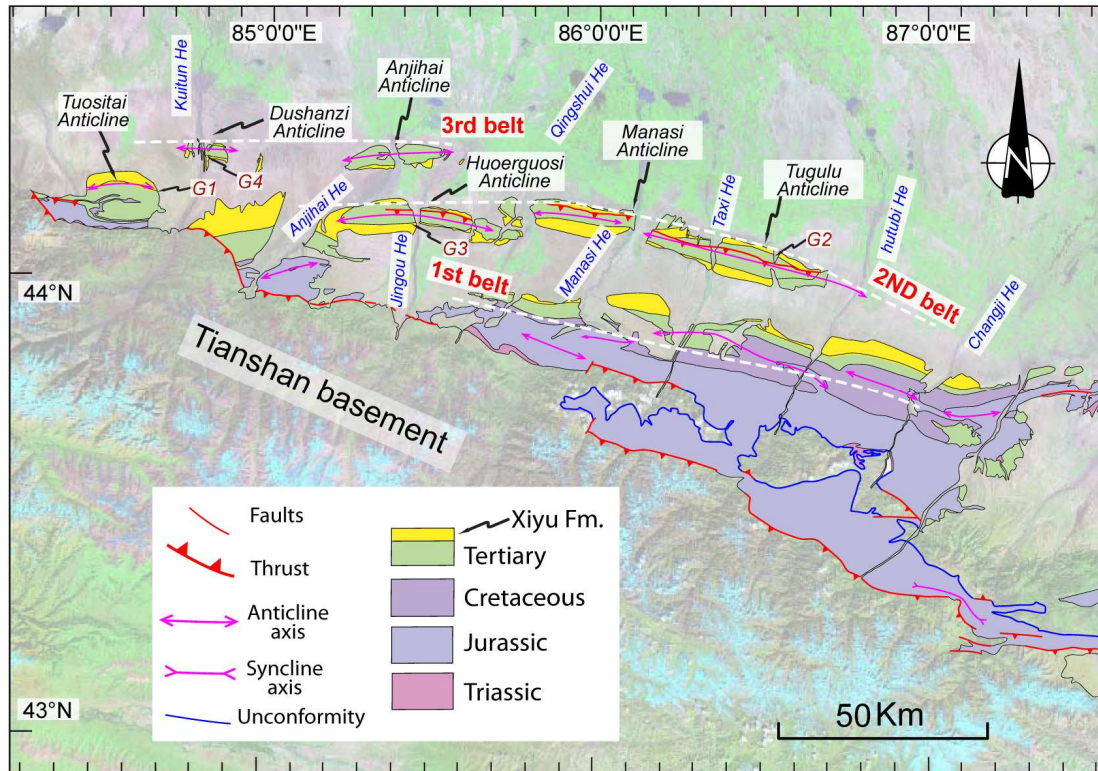 85°0'0"E
86°0'0"E
87°0'0"E
Kuitun He
Tuositai
Anticline
Dushanzi
Anticline
Anjihai
Anticline
3rd belt
Qingshui He
Manasi
Anticline
Huoerguosi
Anticline
Tugulu
Anticline
Taxi He
hutubi He
N
G1
G4
Anjihai He
G3
G2
Jingou He
1st belt
Manasi He
2ND belt
Changji He
44°N
Tianshan basement
Faults
Thrust
Anticline
axis
Syncline
axis
Unconformity
Xiyu Fm.
Tertiary
Cretaceous
Jurassic
Triassic
50 Km
43°N